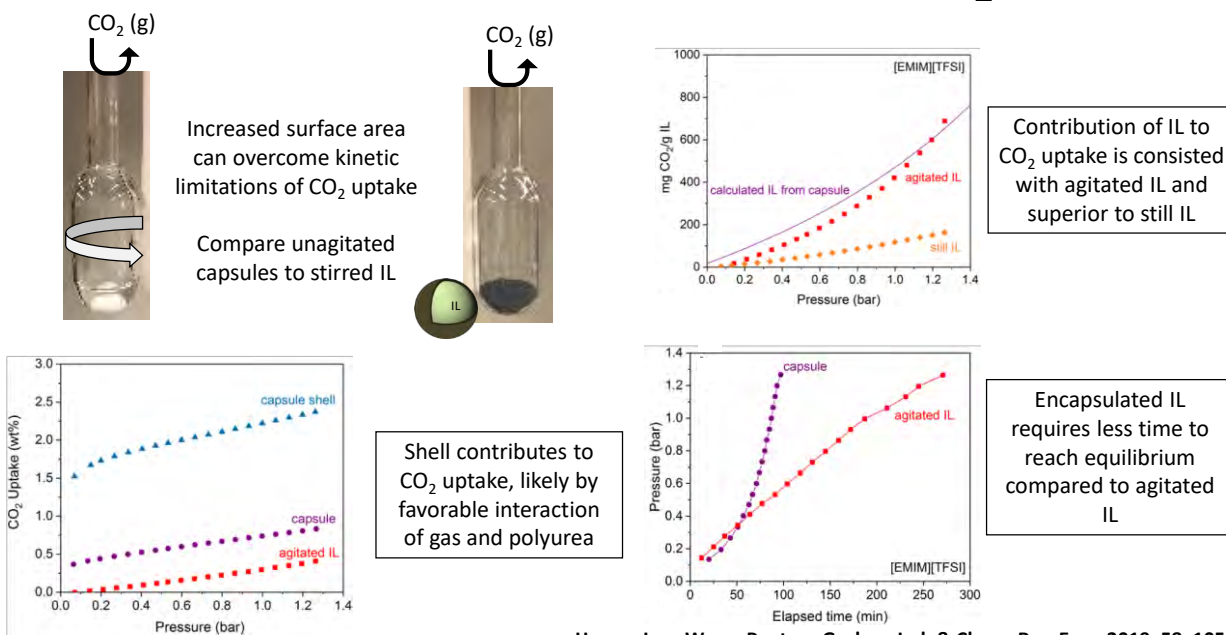 CO₂ (g)
CO₂ (g)
Increased surface area
can overcome kinetic
limitations of CO₂ uptake
Compare unagitated
capsules to stirred IL
IL
[EMIM][TFSI]
1000
800
600
400
200
0
mg CO₂/g IL
calculated IL from capsule
agitated IL
still IL
0.0 0.2 0.4 0.6 0.8 1.0 1.2 1.4
Pressure (bar)
Contribution of IL to
CO₂ uptake is consisted
with agitated IL and
superior to still IL
3.0
2.5
2.0
1.5
1.0
0.5
0.0
CO₂ Uptake (wt%)
capsule shell
capsule
agitated IL
0.0 0.2 0.4 0.6 0.8 1.0 1.2 1.4
Pressure (bar)
Shell contributes to
CO₂ uptake, likely by
favorable interaction
of gas and polyurea
1.4
1.2
1.0
0.8
0.6
0.4
0.2
0.0
Pressure (bar)
capsule
agitated IL
[EMIM][TFSI]
0 50 100 150 200 250 300
Elapsed time (min)
Encapsulated IL
requires less time to
reach equilibrium
compared to agitated
IL